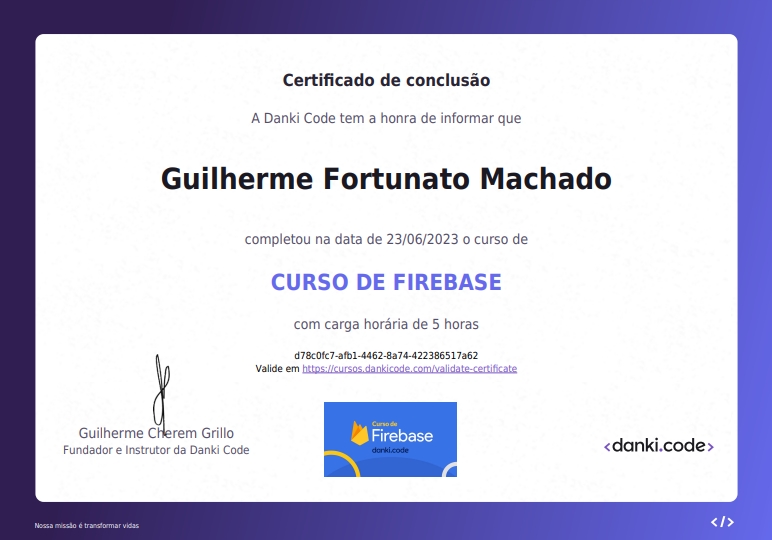 Certificado de conclusão
A Danki Code tem a honra de informar que
Guilherme Fortunato Machado
completou na data de 23/06/2023 o curso de
CURSO DE FIREBASE
com carga horária de 5 horas
d78c0fc7-afb1-4462-8a74-422386517a62
Valide em https://cursos.dankicode.com/validate-certificate
Guilherme Cherem Grillo
Fundador e Instrutor da Danki Code
Curso de
Firebase
danki.code
<danki.code>
Nossa missão é transformar vidas
</>